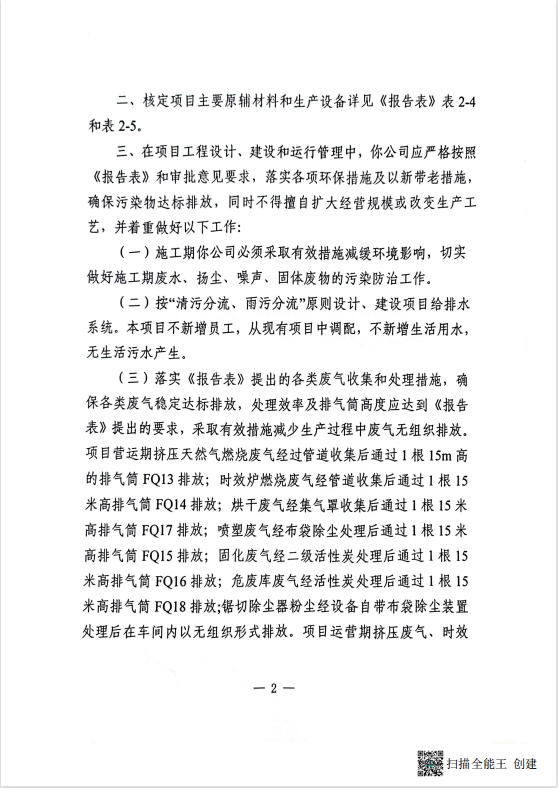 二、核定项目主要原辅材料和生产设备详见《报告表》表 2-4
和表 2-5。
三、在项目工程设计、建设和运行管理中，你公司应严格按照
《报告表》和审批意见要求，落实各项环保措施及以新带老措施，
确保污染物达标排放，同时不得擅自扩大经营规模或改变生产工
艺，并着重做好以下工作:
（一）施工期你公司必须采取有效措施减缓环境影响，切实
做好施工期废水、扬尘、噪声、固体废物的污染防治工作。
（二）按“清污分流、雨污分流”原则设计、建设项目给排水
系统。本项目不新增员工，从现有项目中调配，不新增生活用水，
无生活污水产生。
（三）落实《报告表》提出的各类废气收集和处理措施，确
保各类废气稳定达标排放，处理效率及排气筒高度应达到《报告
表》提出的要求，采取有效措施减少生产过程中废气无组织排放。
项目营运期挤压天然气燃烧废气经过管道收集后通过 1 根 15m 高
的排气筒 FQ13 排放；时效炉燃烧废气经管道收集后通过 1 根 15
米高排气筒 FQ14 排放；烘干废气经集气罩收集后通过 1 根 15 米
高排气筒 FQ17 排放；喷塑废气经布袋除尘处理后通过 1 根 15 米
高排气筒 FQ15 排放；固化废气经二级活性炭处理后通过 1 根 15
米高排气筒 FQ16 排放；危废库废气经活性炭处理后通过 1 根 15
米高排气筒 FQ18 排放;锯切除尘器粉尘经设备自带布袋除尘装置
处理后在车间内以无组织形式排放。项目运营期挤压废气、时效
— 2 —
扫描全能王 创建